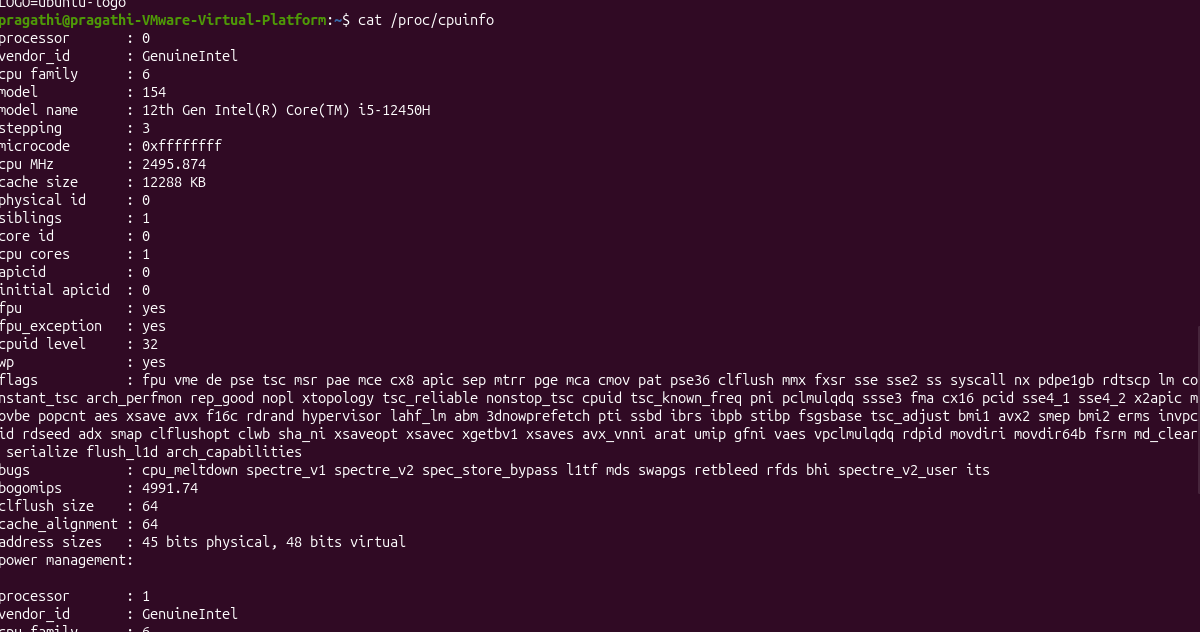 LOGO=ubuntu-logo
pragathi@pragathi-VMware-Virtual-Platform:~$ cat /proc/cpuinfo
processor : 0
vendor_id : GenuineIntel
cpu family : 6
model : 154
model name : 12th Gen Intel(R) Core(TM) i5-12450H
stepping : 3
microcode : 0xffffffff
cpu MHz : 2495.874
cache size : 12288 KB
physical id : 0
siblings : 1
core id : 0
cpu cores : 1
apicid : 0
initial apicid : 0
fpu : yes
fpu_exception : yes
cpuid level : 32
wp : yes
flags : fpu vme de pse tsc msr pae mce cx8 apic sep mtrr pge mca cmov pat pse36 clflush mmx fxsr sse sse2 ss syscall nx pdpe1gb rdtscp lm co
nstant_tsc arch_perfmon rep_good nopl xtopology tsc_reliable nonstop_tsc cpuid tsc_known_freq pni pclmulqdq ssse3 fma cx16 pcid sse4_1 sse4_2 x2apic m
ovbe popcnt aes xsave avx f16c rdrand hypervisor lahf_lm abm 3dnowprefetch pti ssbd ibrs ibpb stibp fsgsbase tsc_adjust bmi1 avx2 smep bmi2 erms invpc
id rdseed adx smap clflushopt clwb sha_ni xsaveopt xsavec xgetbv1 xsaves avx_vnni arat umip gfni vaes vpclmulqdq rdpid movdiri movdir64b fsrm md_clear
serialize flush_l1d arch_capabilities
bugs : cpu_meltdown spectre_v1 spectre_v2 spec_store_bypass l1tf mds swapgs retbleed rfds bhi spectre_v2_user its
bogomips : 4991.74
clflush size : 64
cache_alignment : 64
address sizes : 45 bits physical, 48 bits virtual
power management:
processor : 1
vendor_id : GenuineIntel
cpu family : 6